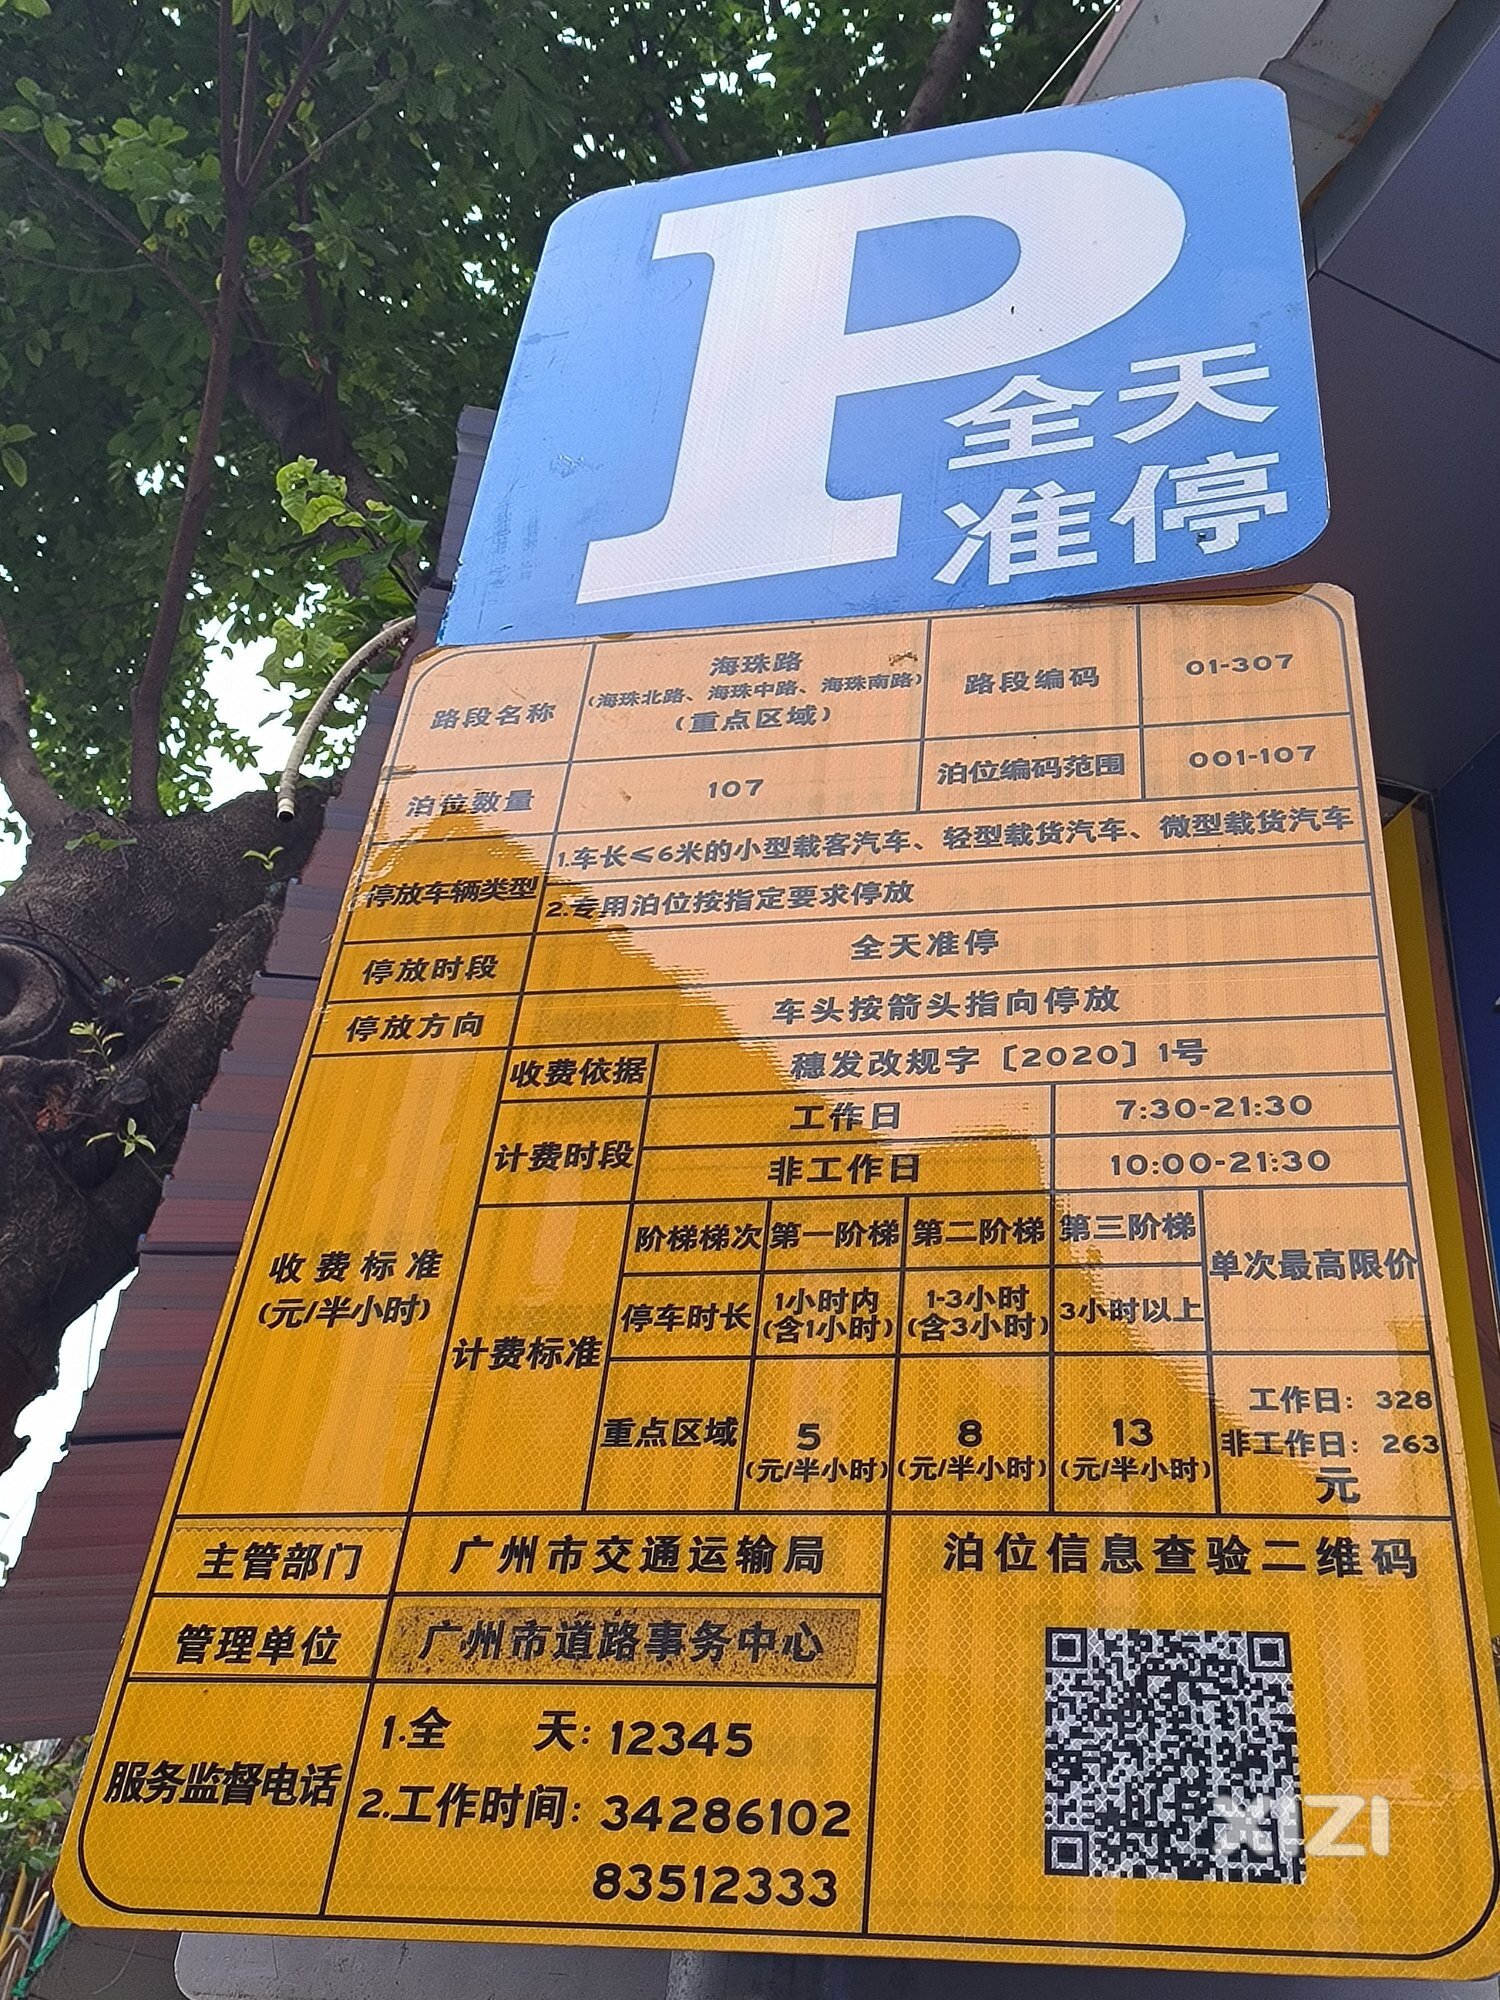 P
全天
准停
路段名称
海珠路
(海珠北路、海珠中路、海珠南路)
(重点区域)
路段编码
01-307
泊位数量
107
泊位编码范围
001-107
停放车辆类型
1.车长≤6米的小型载客汽车、轻型载货汽车、微型载货汽车
2.专用泊位按指定要求停放
停放时段
全天准停
停放方向
车头按箭头指向停放
收费标准
(元/半小时)
收费依据
穗发改规字〔2020〕1号
计费时段
工作日
7:30-21:30
非工作日
10:00-21:30
计费标准
阶梯梯次
第一阶梯
第二阶梯
第三阶梯
单次最高限价
停车时长
1小时内
(含1小时)
1-3小时
(含3小时)
3小时以上
重点区域
5
(元/半小时)
8
(元/半小时)
13
(元/半小时)
工作日：328
非工作日：263
元
主管部门
广州市交通运输局
泊位信息查验二维码
管理单位
广州市道路事务中心
服务监督电话
1.全 天：12345
2.工作时间：34286102
83512333
XIZI